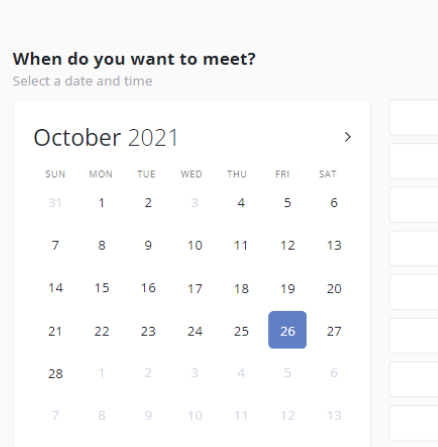 When do you want to meet?
Select a date and time
October 2021
SUN MON TUE WED THU FRI SAT
31 1 2 3 4 5 6
7 8 9 10 11 12 13
14 15 16 17 18 19 20
21 22 23 24 25 26 27
28 1 2 3 4 5 6
7 8 9 10 11 12 13